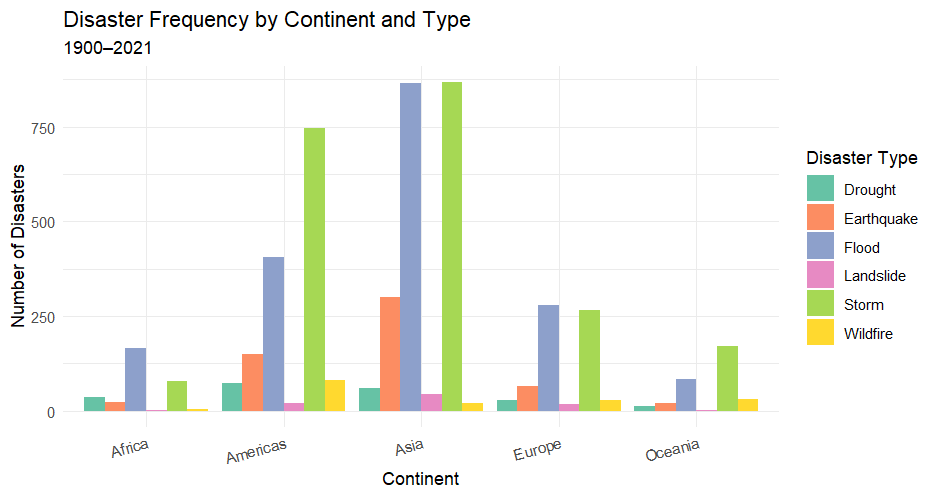 Disaster Frequency by Continent and Type
1900–2021
Number of Disasters
750
500
250
0
Africa
Americas
Asia
Europe
Oceania
Continent
Disaster Type
Drought
Earthquake
Flood
Landslide
Storm
Wildfire